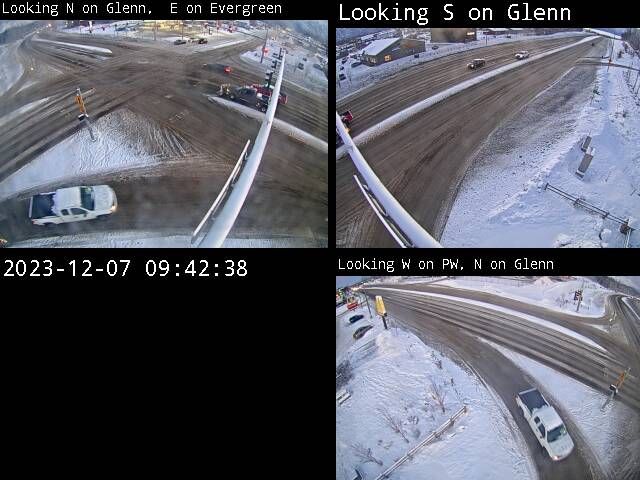 Looking N on Glenn,  E on Evergreen
Looking S on Glenn
2023-12-07 09:42:38
Looking W on PW, N on Glenn